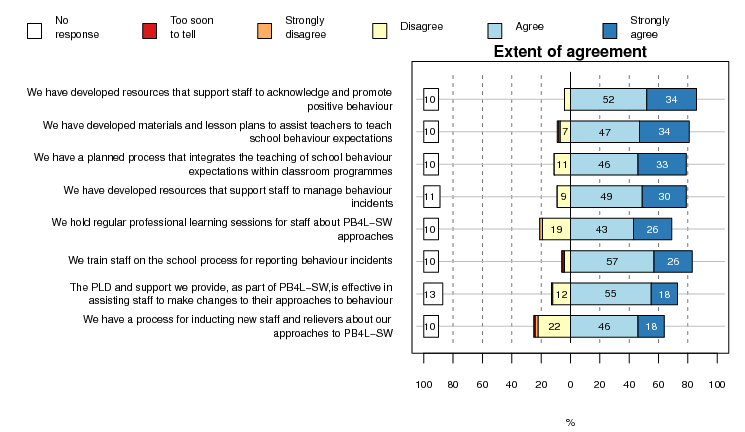 No response
Too soon to tell
Strongly disagree
Disagree
Agree
Strongly agree
Extent of agreement
We have developed resources that support staff to acknowledge and promote
positive behaviour
10 52 34
We have developed materials and lesson plans to assist teachers to teach
school behaviour expectations
10 7 47 34
We have a planned process that integrates the teaching of school behaviour
expectations within classroom programmes
10 11 46 33
We have developed resources that support staff to manage behaviour
incidents
11 9 49 30
We hold regular professional learning sessions for staff about PB4L−SW
approaches
10 19 43 26
We train staff on the school process for reporting behaviour incidents
10 57 26
The PLD and support we provide, as part of PB4L−SW,is effective in
assisting staff to make changes to their approaches to behaviour
13 12 55 18
We have a process for inducting new staff and relievers about our
approaches to PB4L−SW
10 22 46 18
100 80 60 40 20 0 20 40 60 80 100
%